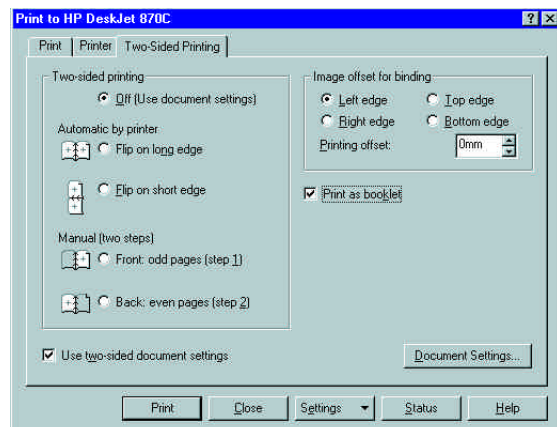 Print to HP DeskJet 870C
Print Printer Two-Sided Printing
Two-sided printing
Off (Use document settings)
Automatic by printer
Flip on long edge
Flip on short edge
Manual (two steps)
Front: odd pages (step 1)
Back: even pages (step 2)
Use two-sided document settings
Image offset for binding
Left edge Top edge
Right edge Bottom edge
Printing offset: 0mm
Print as booklet
Document Settings...
Print Close Settings Status Help